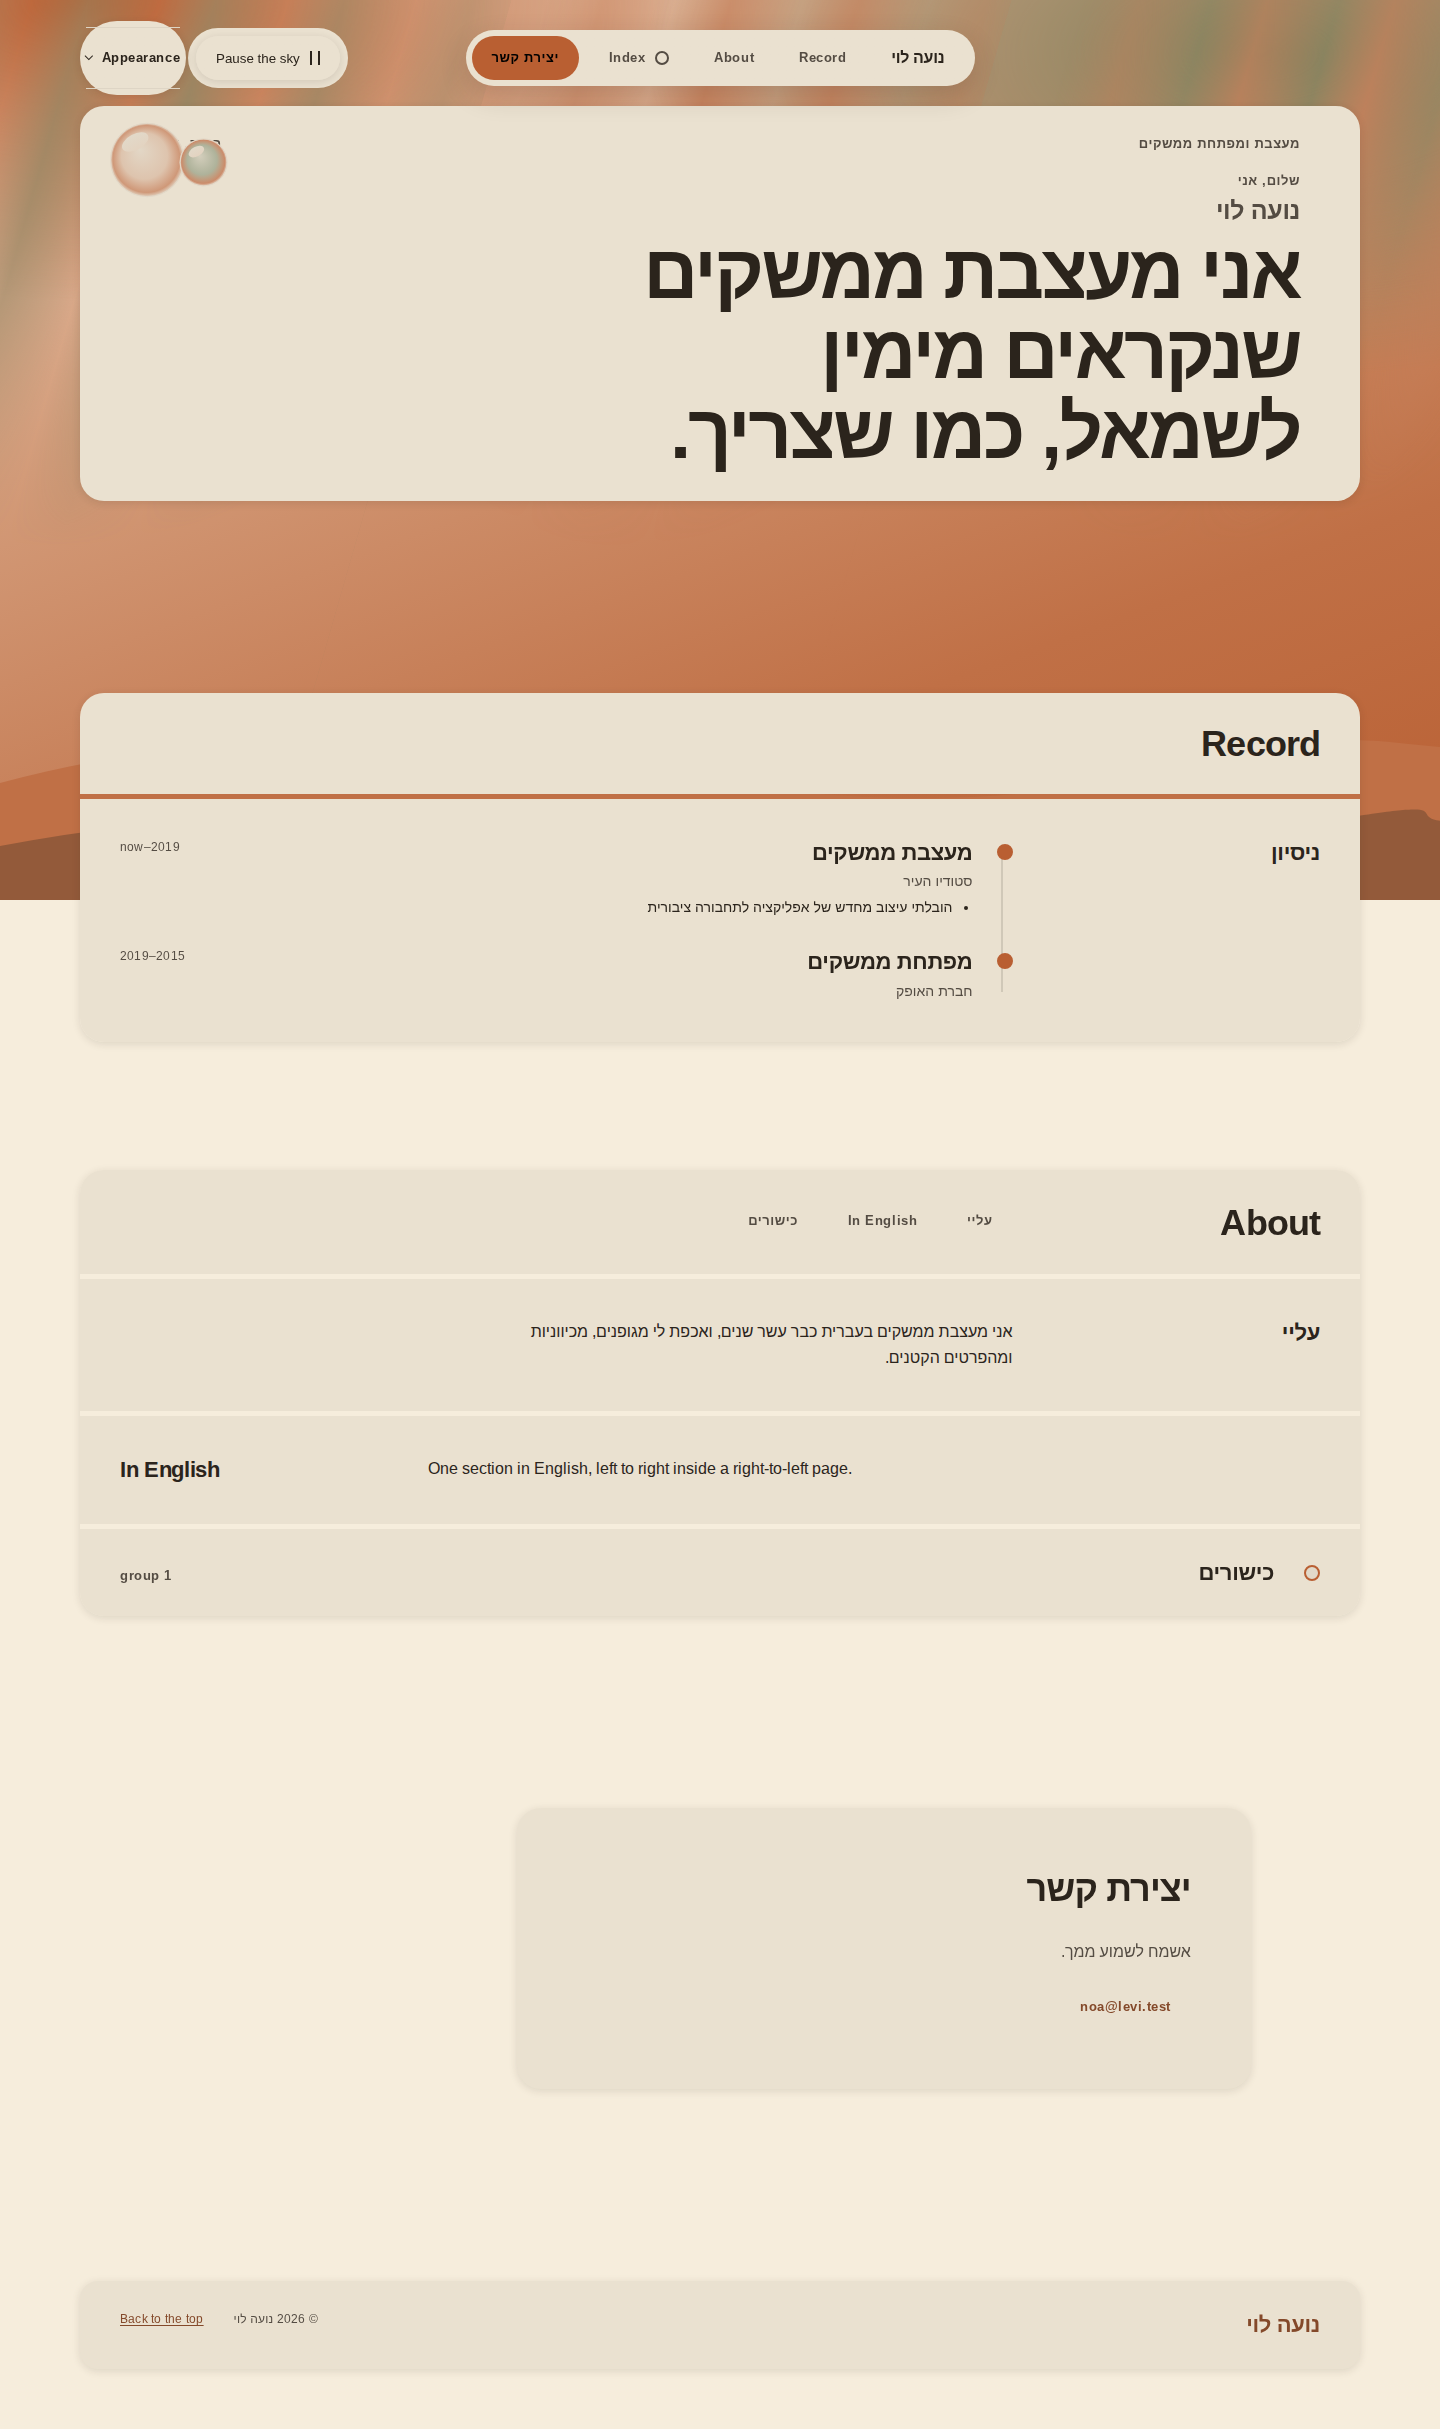 נועה לוי
Record
About
Index
יצירת קשר
Pause the sky
Appearance
מעצבת ומפתחת ממשקים
שלום, אני
נועה לוי
אני מעצבת ממשקים
שנקראים מימין
לשמאל, כמו שצריך.
Record
ניסיון
מעצבת ממשקים
now–2019
סטודיו העיר
הובלתי עיצוב מחדש של אפליקציה לתחבורה ציבורית
מפתחת ממשקים
2019–2015
חברת האופק
About
עליי
In English
כישורים
עליי
אני מעצבת ממשקים בעברית כבר עשר שנים, ואכפת לי מגופנים, מכיווניות
ומהפרטים הקטנים.
In English
One section in English, left to right inside a right-to-left page.
כישורים
group 1
יצירת קשר
אשמח לשמוע ממך.
noa@levi.test
נועה לוי
© 2026 נועה לוי
Back to the top